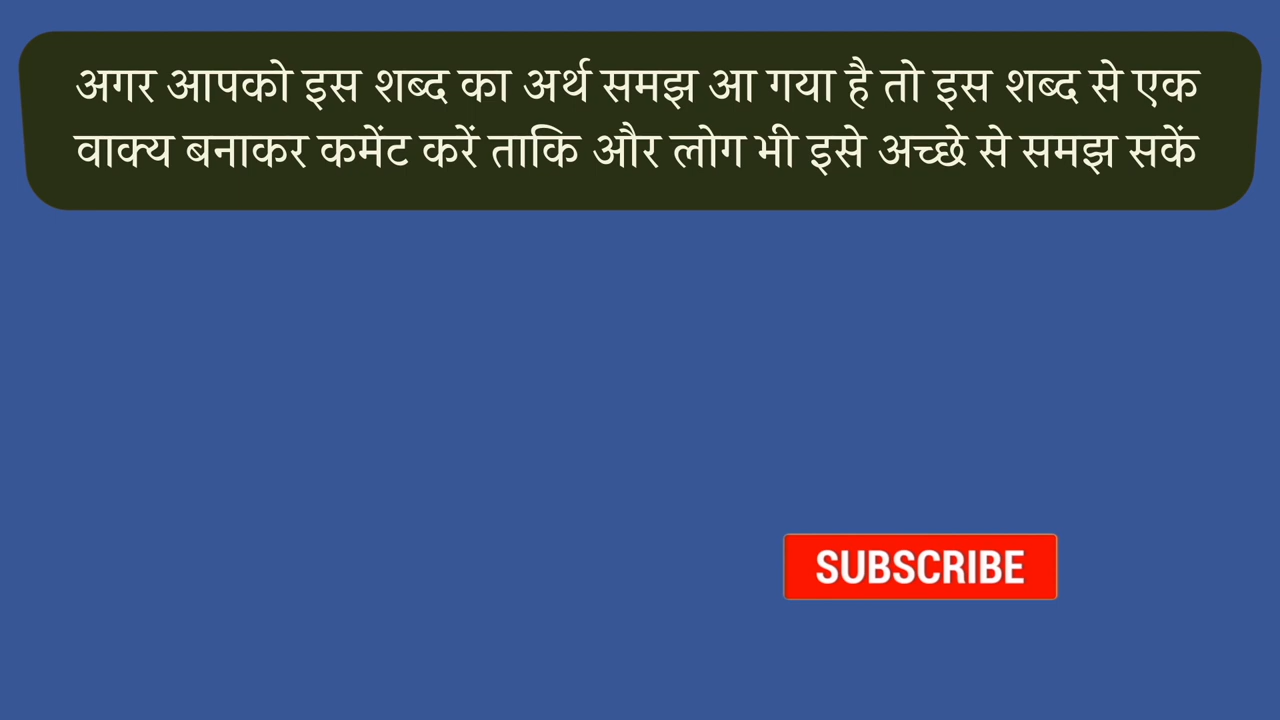 अगर आपको इस शब्द का अर्थ समझ आ गया है तो इस शब्द से एक
वाक्य बनाकर कमेंट करें ताकि और लोग भी इसे अच्छे से समझ सकें
SUBSCRIBE